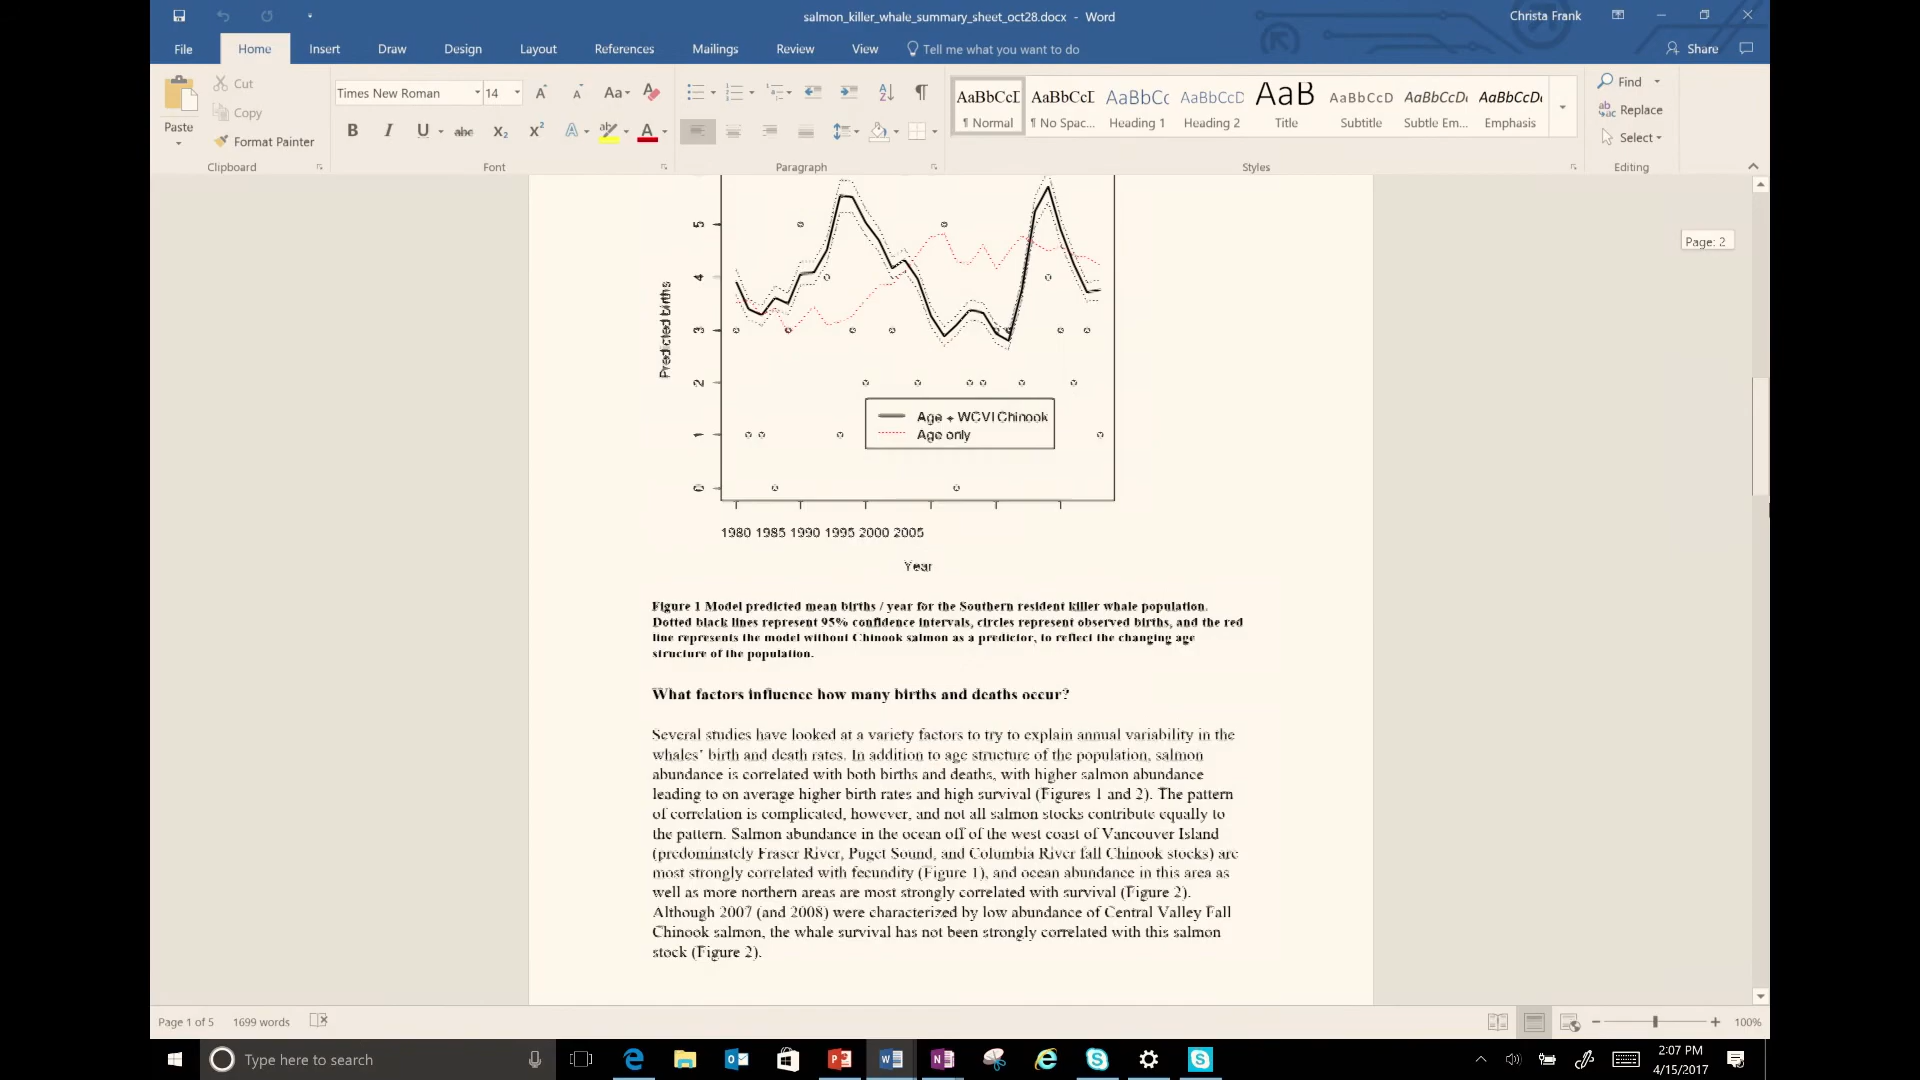 salmon_killer_whale_summary_sheet_oct28.docx - Word
Christa Frank
File Home Insert Draw Design Layout References Mailings Review View Tell me what you want to do Share
Paste
Cut
Copy
Format Painter
Clipboard
Times New Roman 14
Font
Paragraph
AaBbCcI AaBbCcI AaBbCc AaBbCcD AaB AaBbCcD AaBbCcDı AaBbCcDı
¶ Normal ¶ No Spac... Heading 1 Heading 2 Title Subtitle Subtle Em... Emphasis
Styles
Find
Replace
Select
Editing
Page: 2
5
4
3
2
1
0
Predicted births
Age + WCVI Chinook
Age only
1980 1985 1990 1995 2000 2005
Year
Figure 1 Model predicted mean births / year for the Southern resident killer whale population.
Dotted black lines represent 95% confidence intervals, circles represent observed births, and the red
line represents the model without Chinook salmon as a predictor, to reflect the changing age
structure of the population.
What factors influence how many births and deaths occur?
Several studies have looked at a variety factors to try to explain annual variability in the
whales' birth and death rates. In addition to age structure of the population, salmon
abundance is correlated with both births and deaths, with higher salmon abundance
leading to on average higher birth rates and high survival (Figures 1 and 2). The pattern
of correlation is complicated, however, and not all salmon stocks contribute equally to
the pattern. Salmon abundance in the ocean off of the west coast of Vancouver Island
(predominately Fraser River, Puget Sound, and Columbia River fall Chinook stocks) are
most strongly correlated with fecundity (Figure 1), and ocean abundance in this area as
well as more northern areas are most strongly correlated with survival (Figure 2).
Although 2007 (and 2008) were characterized by low abundance of Central Valley Fall
Chinook salmon, the whale survival has not been strongly correlated with this salmon
stock (Figure 2).
Page 1 of 5 1699 words
100%
Type here to search
2:07 PM
4/15/2017